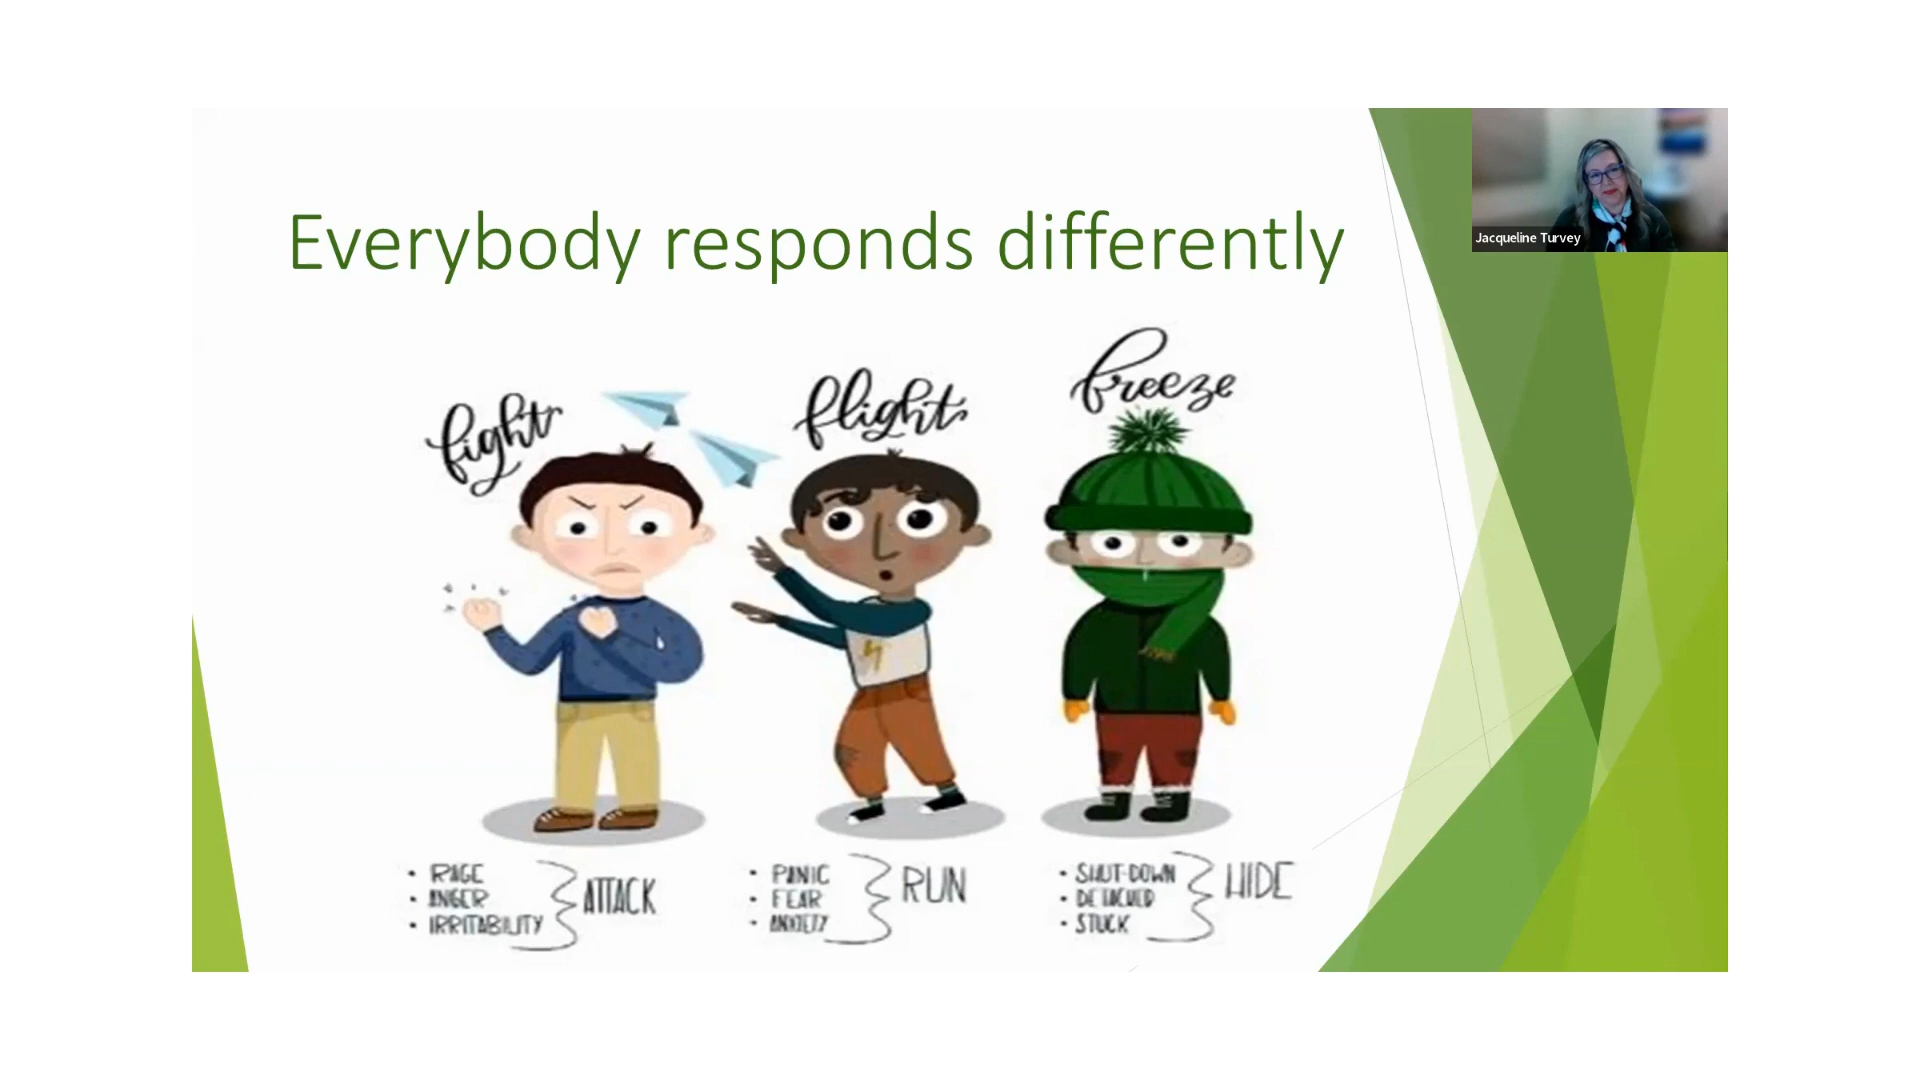 Everybody responds differently
Jacqueline Turvey
fight
flight
freeze
• RAGE
• ANGER
• IRRITABILITY
ATTACK
• PANIC
• FEAR
• ANXIETY
RUN
• SHUT-DOWN
• DETACHED
• STUCK
HIDE